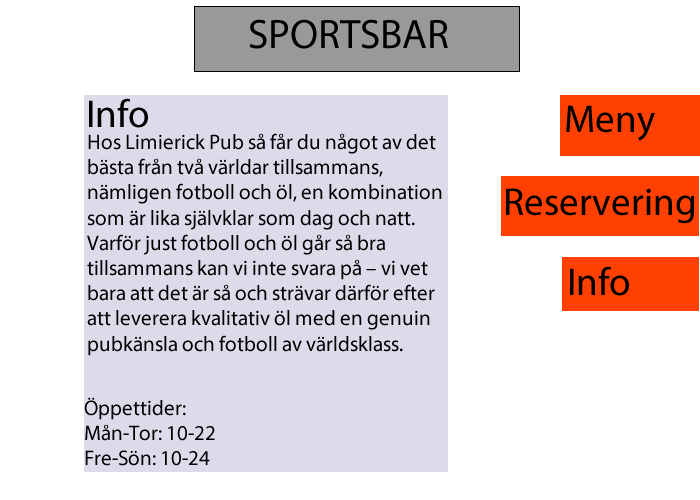 SPORTSBAR
Info
Hos Limierick Pub så får du något av det
bästa från två världar tillsammans,
nämligen fotboll och öl, en kombination
som är lika självklar som dag och natt.
Varför just fotboll och öl går så bra
tillsammans kan vi inte svara på – vi vet
bara att det är så och strävar därför efter
att leverera kvalitativ öl med en genuin
pubkänsla och fotboll av världsklass.
Öppettider:
Mån-Tor: 10-22
Fre-Sön: 10-24
Meny
Reservering
Info